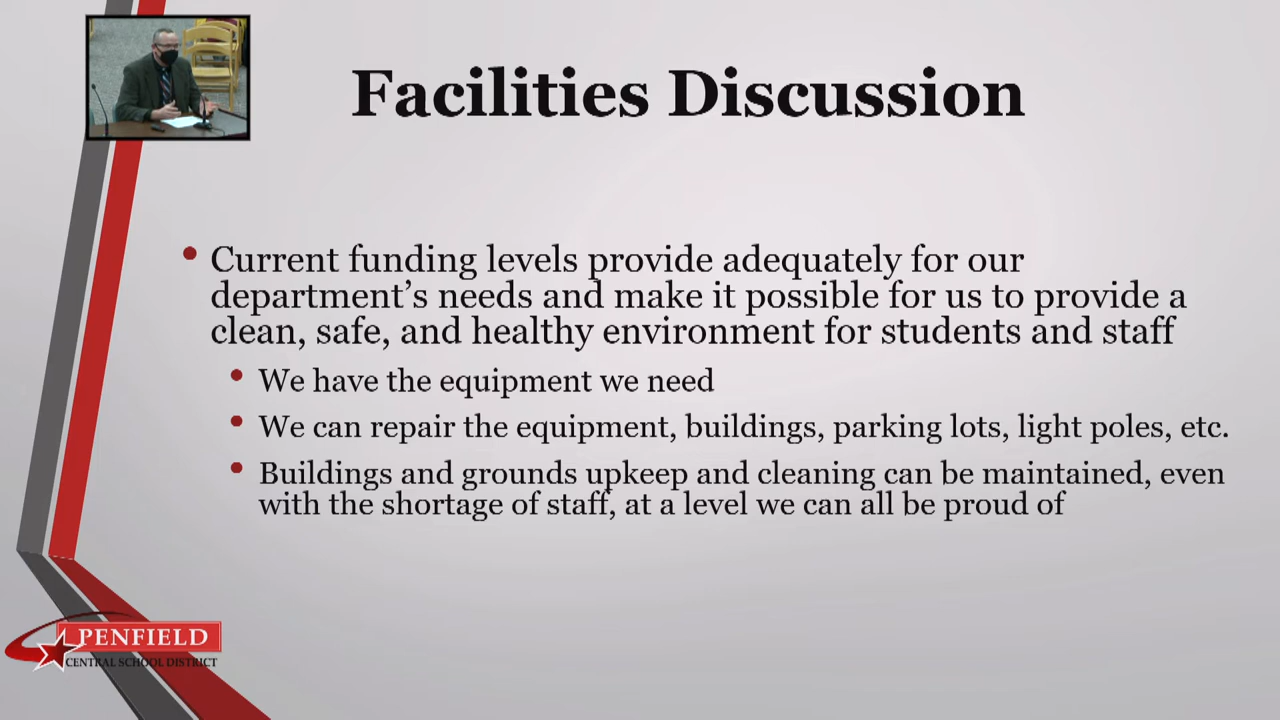 Facilities Discussion
• Current funding levels provide adequately for our
department’s needs and make it possible for us to provide a
clean, safe, and healthy environment for students and staff
• We have the equipment we need
• We can repair the equipment, buildings, parking lots, light poles, etc.
• Buildings and grounds upkeep and cleaning can be maintained, even
with the shortage of staff, at a level we can all be proud of
PENFIELD
CENTRAL SCHOOL DISTRICT